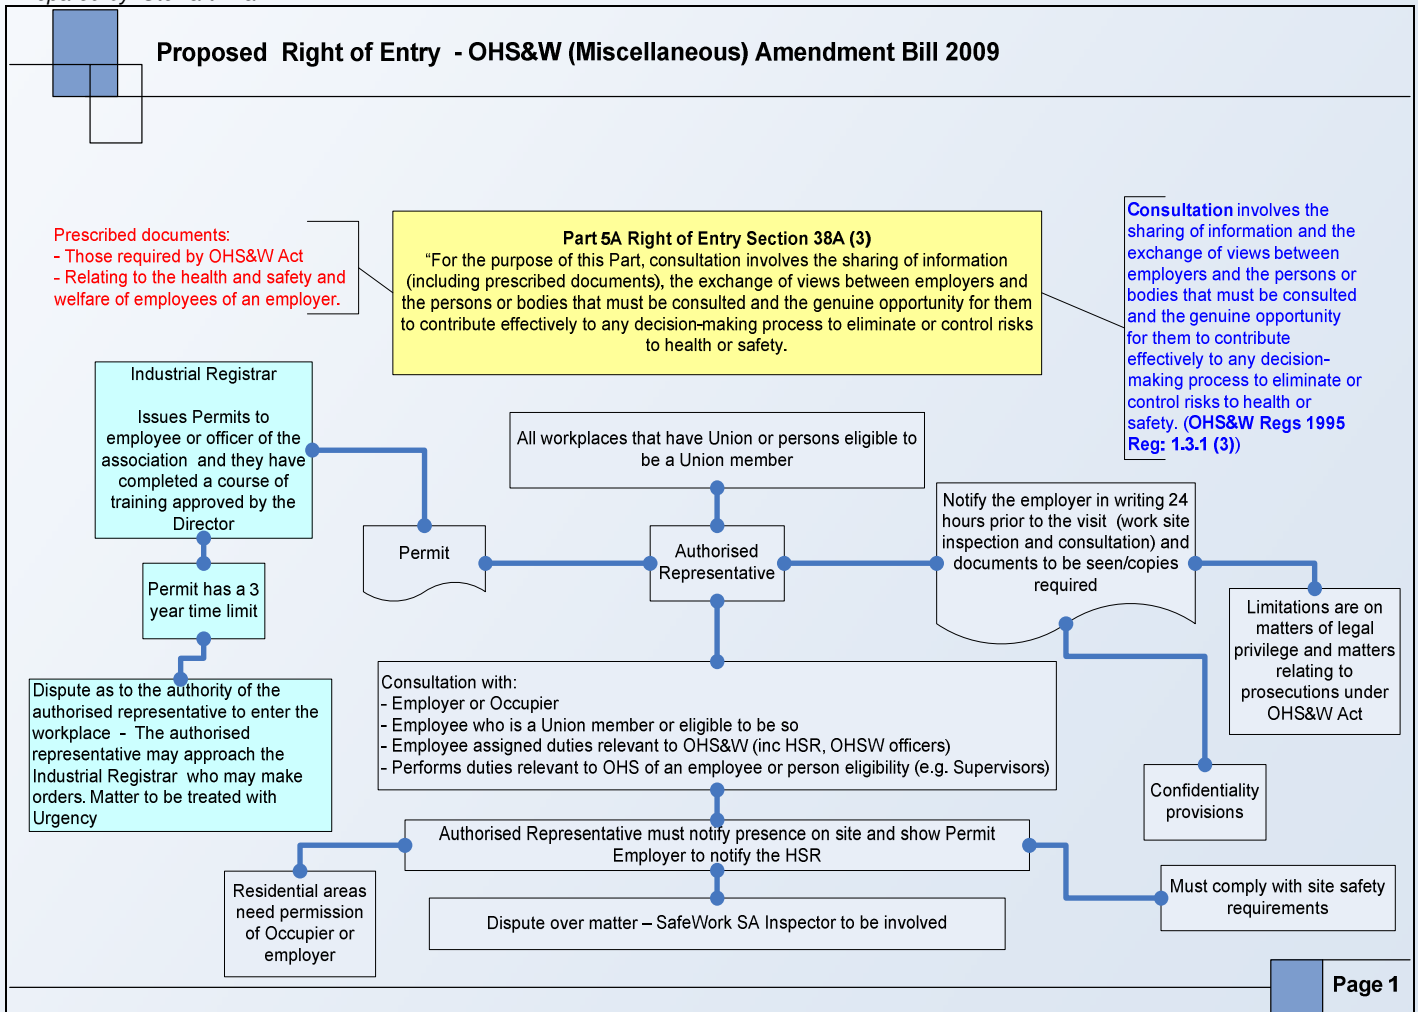 Proposed Right of Entry - OHS&W (Miscellaneous) Amendment Bill 2009
Prescribed documents:
- Those required by OHS&W Act
- Relating to the health and safety and
welfare of employees of an employer.
Part 5A Right of Entry Section 38A (3)
“For the purpose of this Part, consultation involves the sharing of information
(including prescribed documents), the exchange of views between employers and
the persons or bodies that must be consulted and the genuine opportunity for them
to contribute effectively to any decision-making process to eliminate or control risks
to health or safety.
Consultation involves the
sharing of information and the
exchange of views between
employers and the persons or
bodies that must be consulted
and the genuine opportunity
for them to contribute
effectively to any decision-
making process to eliminate or
control risks to health or
safety. (OHS&W Regs 1995
Reg: 1.3.1 (3))
Industrial Registrar
Issues Permits to
employee or officer of the
association and they have
completed a course of
training approved by the
Director
All workplaces that have Union or persons eligible to
be a Union member
Permit
Authorised
Representative
Notify the employer in writing 24
hours prior to the visit (work site
inspection and consultation) and
documents to be seen/copies
required
Permit has a 3
year time limit
Limitations are on
matters of legal
privilege and matters
relating to
prosecutions under
OHS&W Act
Dispute as to the authority of the
authorised representative to enter the
workplace - The authorised
representative may approach the
Industrial Registrar who may make
orders. Matter to be treated with
Urgency
Consultation with:
- Employer or Occupier
- Employee who is a Union member or eligible to be so
- Employee assigned duties relevant to OHS&W (inc HSR, OHSW officers)
- Performs duties relevant to OHS of an employee or person eligibility (e.g. Supervisors)
Confidentiality
provisions
Authorised Representative must notify presence on site and show Permit
Employer to notify the HSR
Residential areas
need permission
of Occupier or
employer
Must comply with site safety
requirements
Dispute over matter – SafeWork SA Inspector to be involved
Page 1